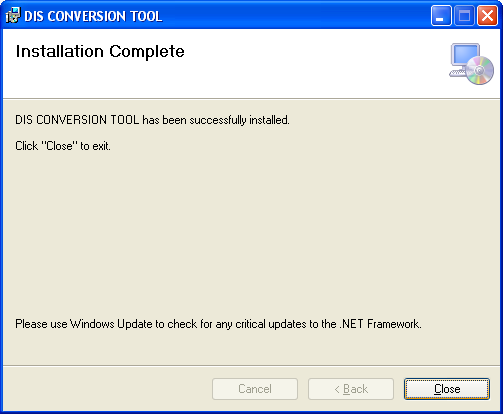 DIS CONVERSION TOOL
Installation Complete
DIS CONVERSION TOOL has been successfully installed.
Click "Close" to exit.
Please use Windows Update to check for any critical updates to the .NET Framework.
Cancel
< Back
Close